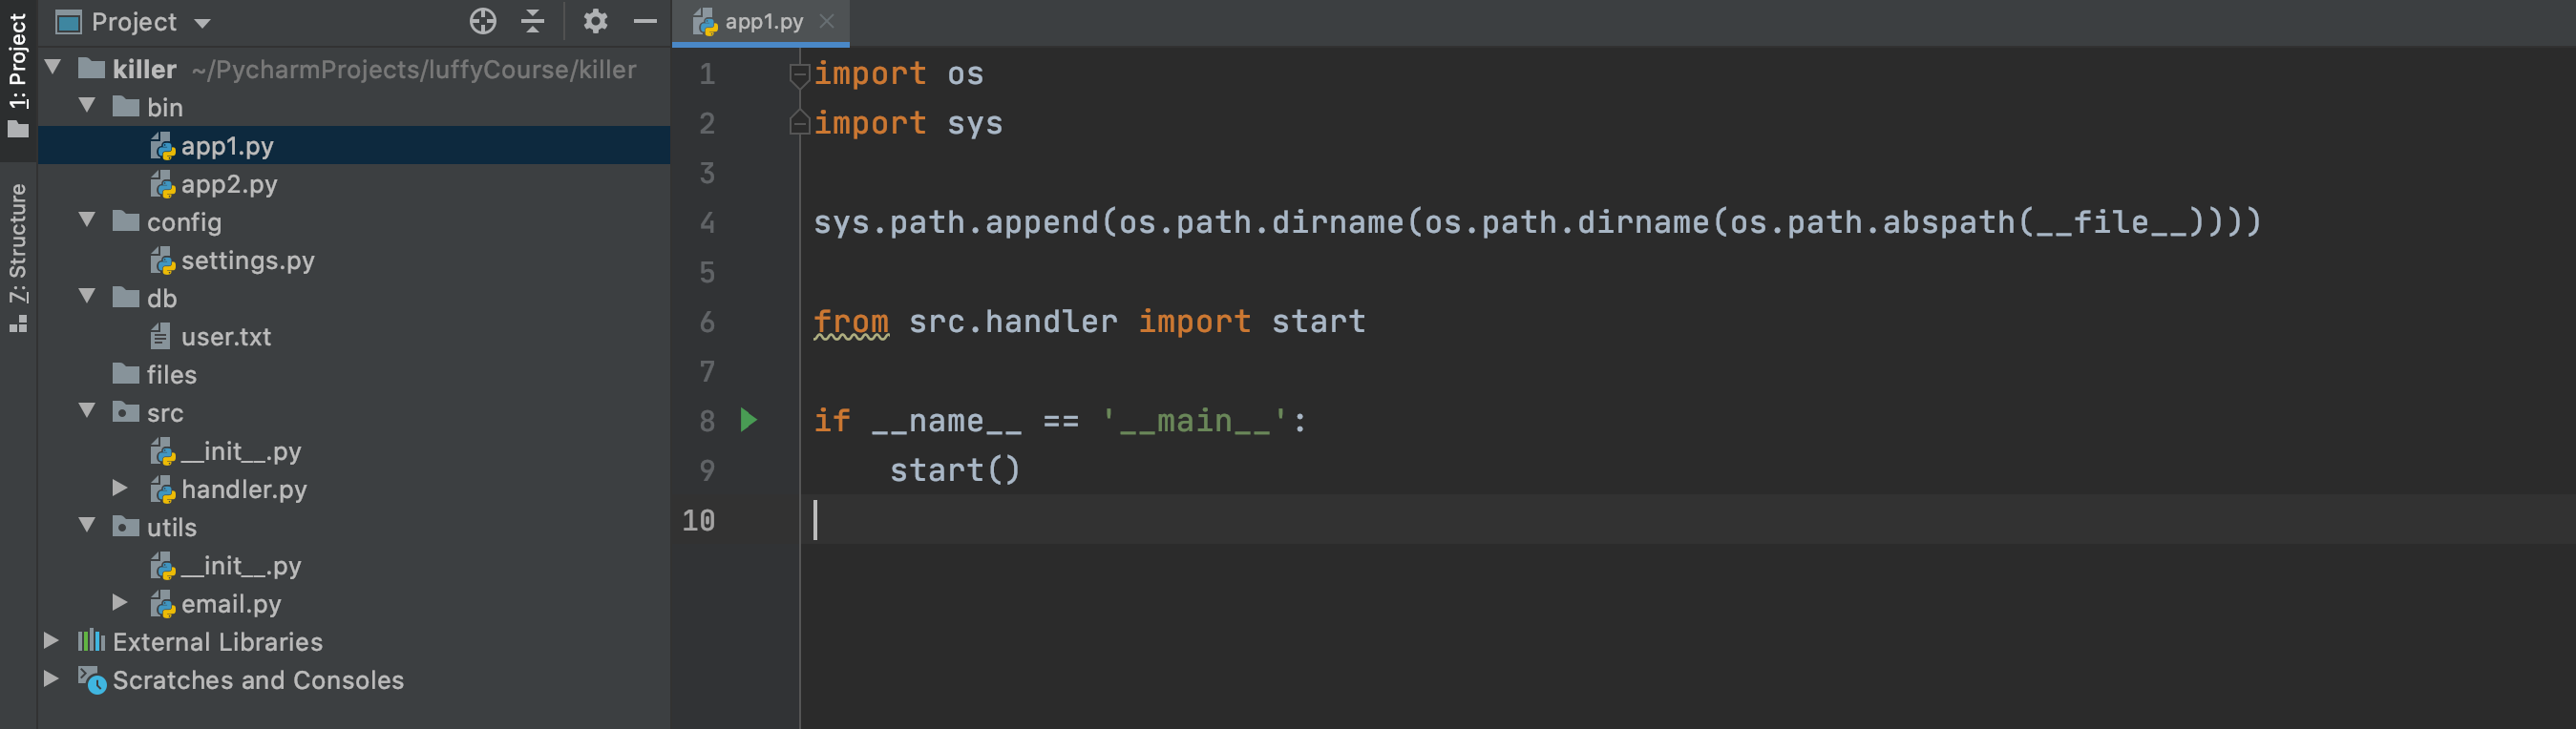 1: Project
Z: Structure
Project
killer ~/PycharmProjects/luffyCourse/killer
bin
app1.py
app2.py
config
settings.py
db
user.txt
files
src
__init__.py
handler.py
utils
__init__.py
email.py
External Libraries
Scratches and Consoles
app1.py
1 import os
2 import sys
3
4 sys.path.append(os.path.dirname(os.path.dirname(os.path.abspath(__file__))))
5
6 from src.handler import start
7
8 if __name__ == '__main__':
9     start()
10